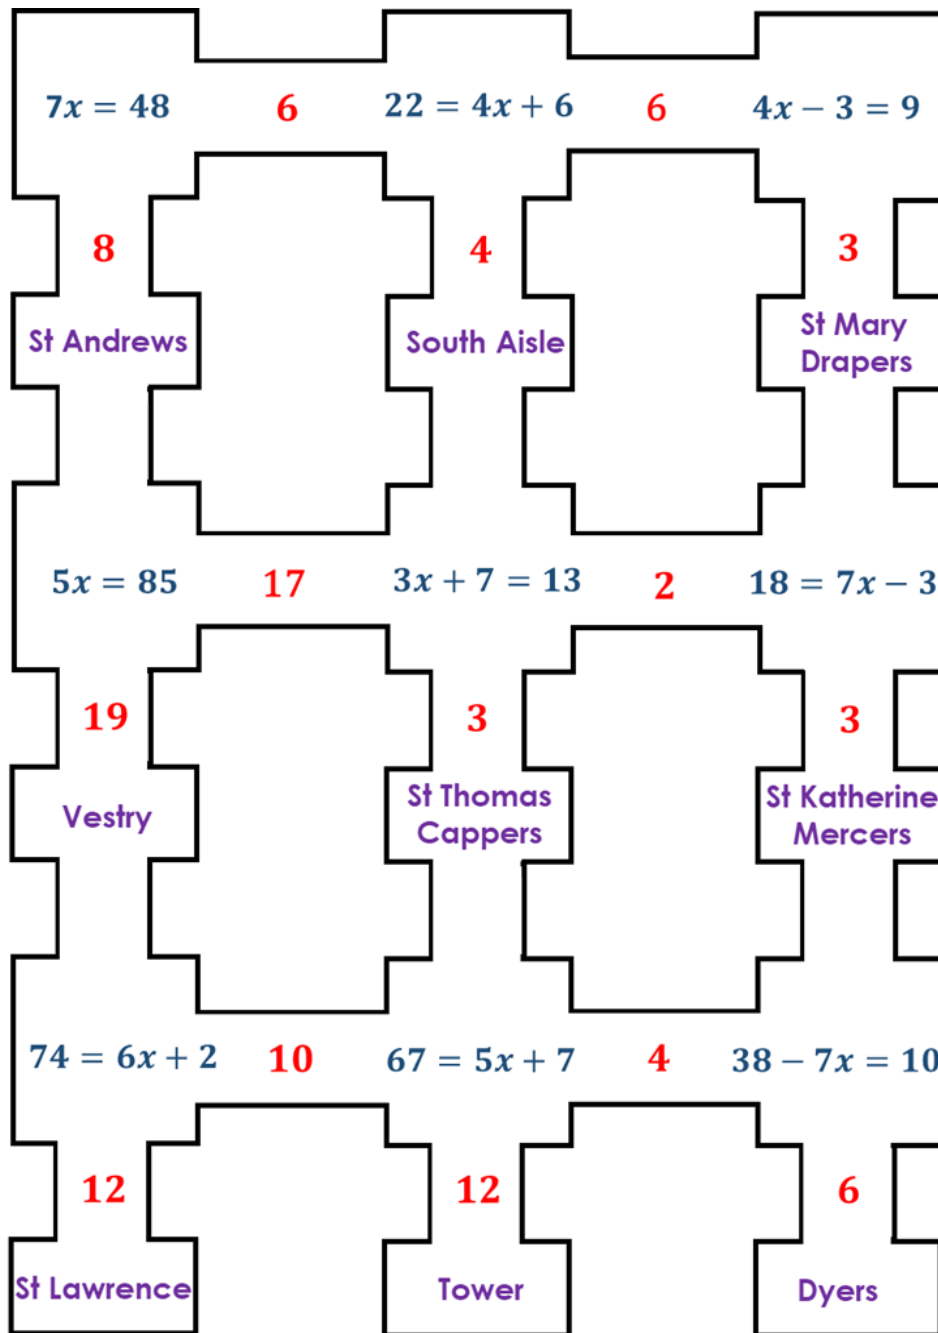 7x = 48 6 22 = 4x + 6 6 4x − 3 = 9
8 4 3
St Andrews South Aisle St Mary
Drapers
5x = 85 17 3x + 7 = 13 2 18 = 7x − 3
19 3 3
Vestry St Thomas St Katherine
Cappers Mercers
74 = 6x + 2 10 67 = 5x + 7 4 38 − 7x = 10
12 12 6
St Lawrence Tower Dyers